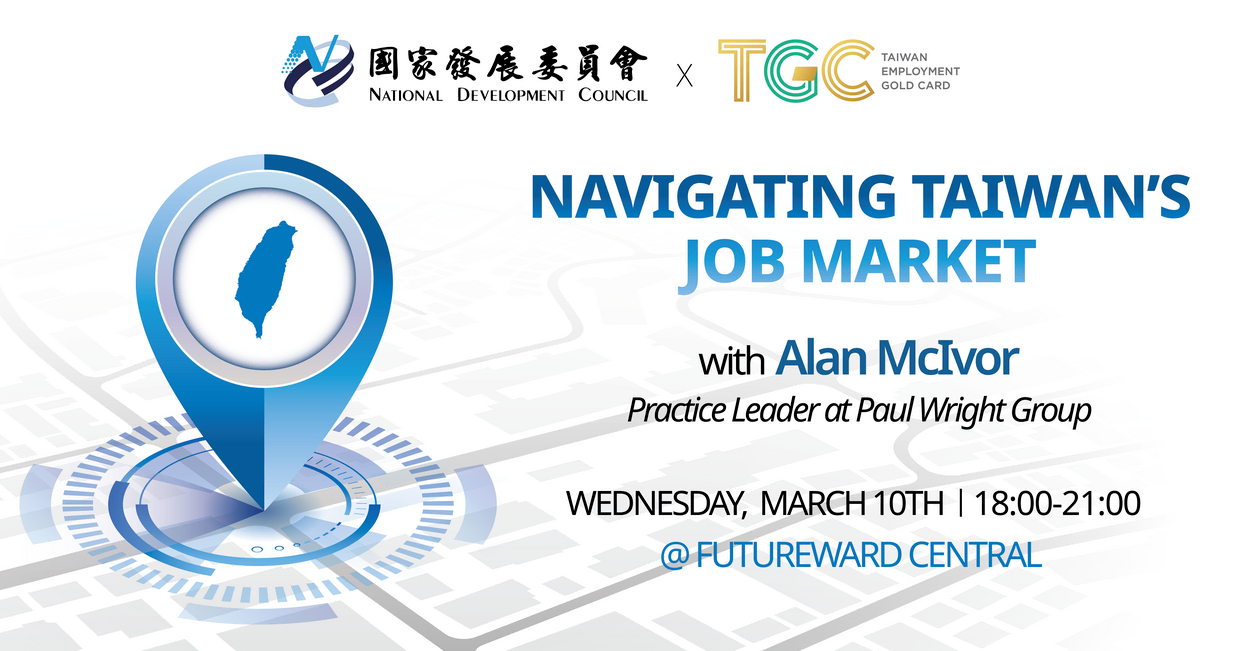 國家發展委員會
NATIONAL DEVELOPMENT COUNCIL
X
TGC
TAIWAN
EMPLOYMENT
GOLD CARD
NAVIGATING TAIWAN'S
JOB MARKET
with Alan McIvor
Practice Leader at Paul Wright Group
WEDNESDAY, MARCH 10TH | 18:00-21:00
@ FUTUREWARD CENTRAL